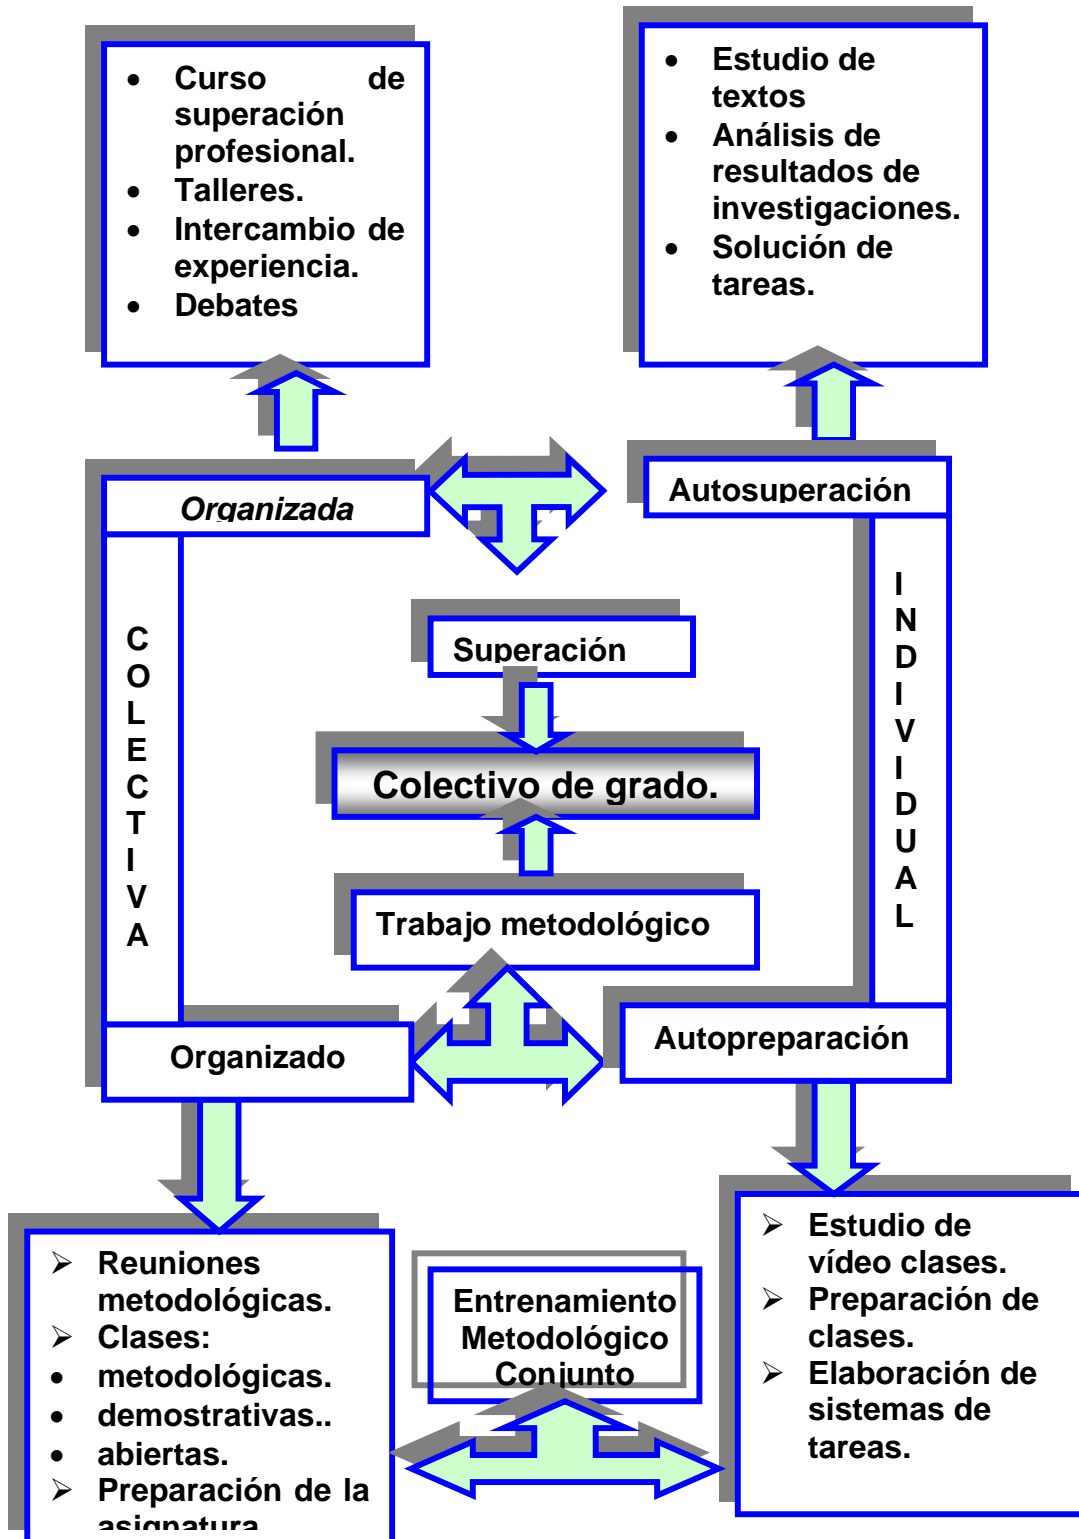 • Curso de
superación
profesional.
• Talleres.
• Intercambio de
experiencia.
• Debates
• Estudio de
textos
• Análisis de
resultados de
investigaciones.
• Solución de
tareas.
Organizada
Autosuperación
C
O
L
E
C
T
I
V
A
I
N
D
I
V
I
D
U
A
L
Superación
Colectivo de grado.
Trabajo metodológico
Organizado
Autopreparación
➢ Reuniones
metodológicas.
➢ Clases:
• metodológicas.
• demostrativas..
• abiertas.
➢ Preparación de la
asignatura
Entrenamiento
Metodológico
Conjunto
➢ Estudio de
vídeo clases.
➢ Preparación de
clases.
➢ Elaboración de
sistemas de
tareas.